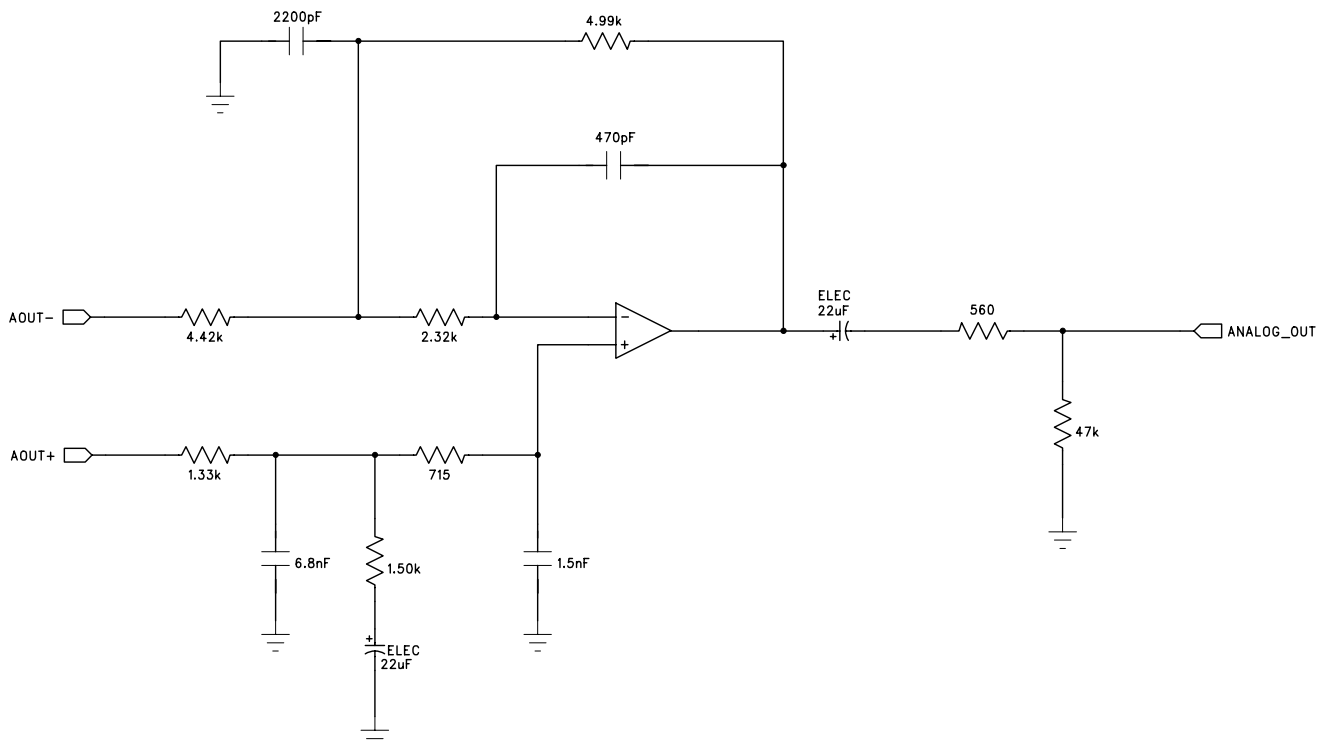 2200pF
4.99k
470pF
AOUT-
4.42k
2.32k
-
+
ELEC
22uF
+
560
ANALOG_OUT
47k
AOUT+
1.33k
715
6.8nF
1.50k
1.5nF
+
ELEC
22uF